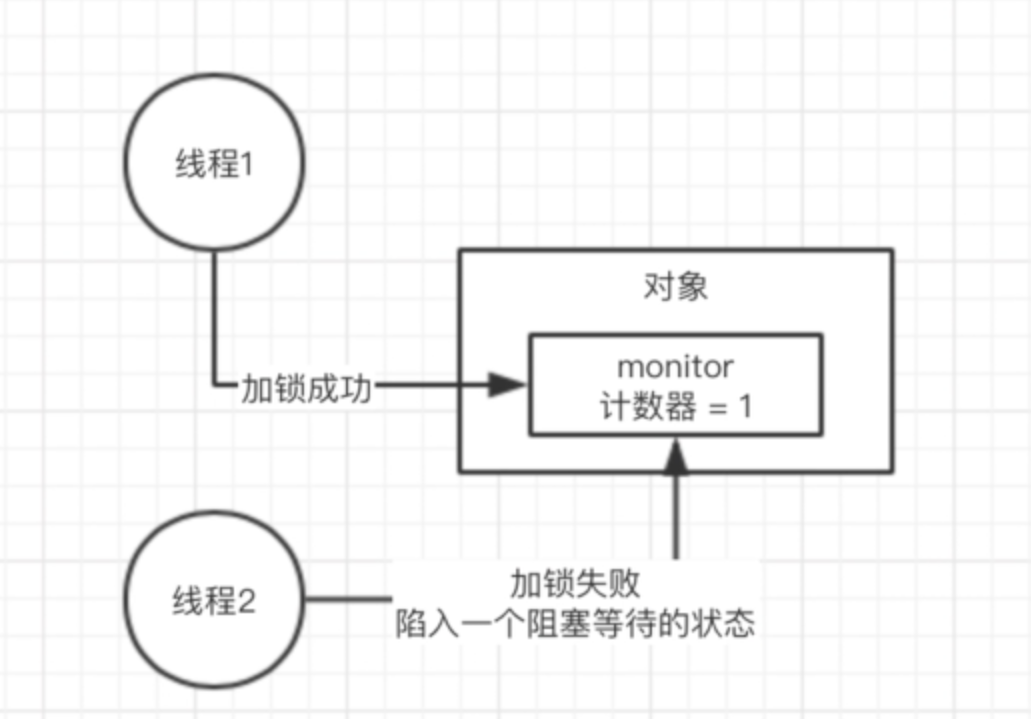 线程1
对象
monitor
计数器 = 1
加锁成功
线程2
加锁失败
陷入一个阻塞等待的状态